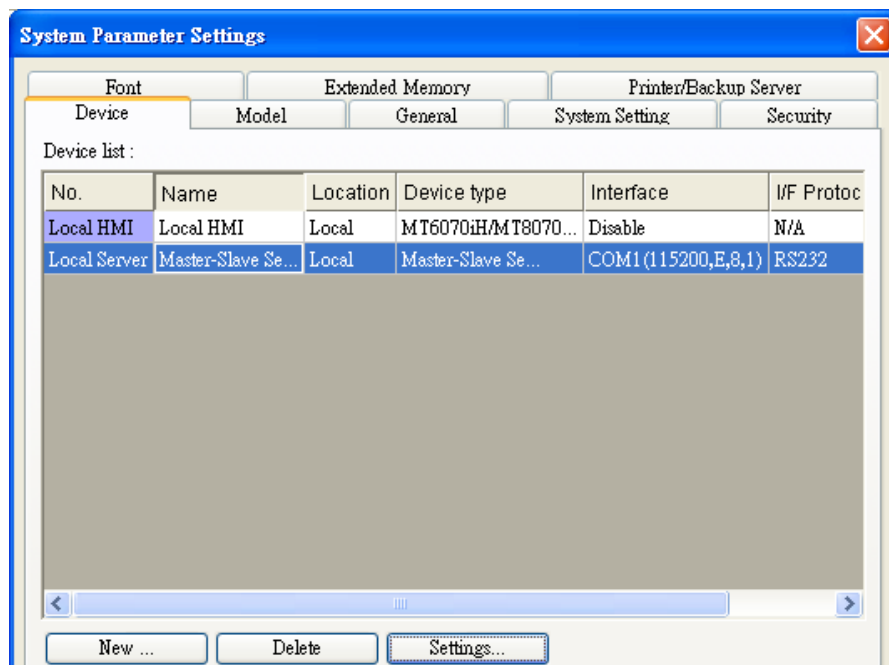 System Parameter Settings
Font Extended Memory Printer/Backup Server
Device Model General System Setting Security
Device list :
No. Name Location Device type Interface I/F Protoc
Local HMI Local HMI Local MT6070iH/MT8070... Disable N/A
Local Server Master-Slave Se... Local Master-Slave Se... COM1(115200,E,8,1) RS232
New ... Delete Settings...